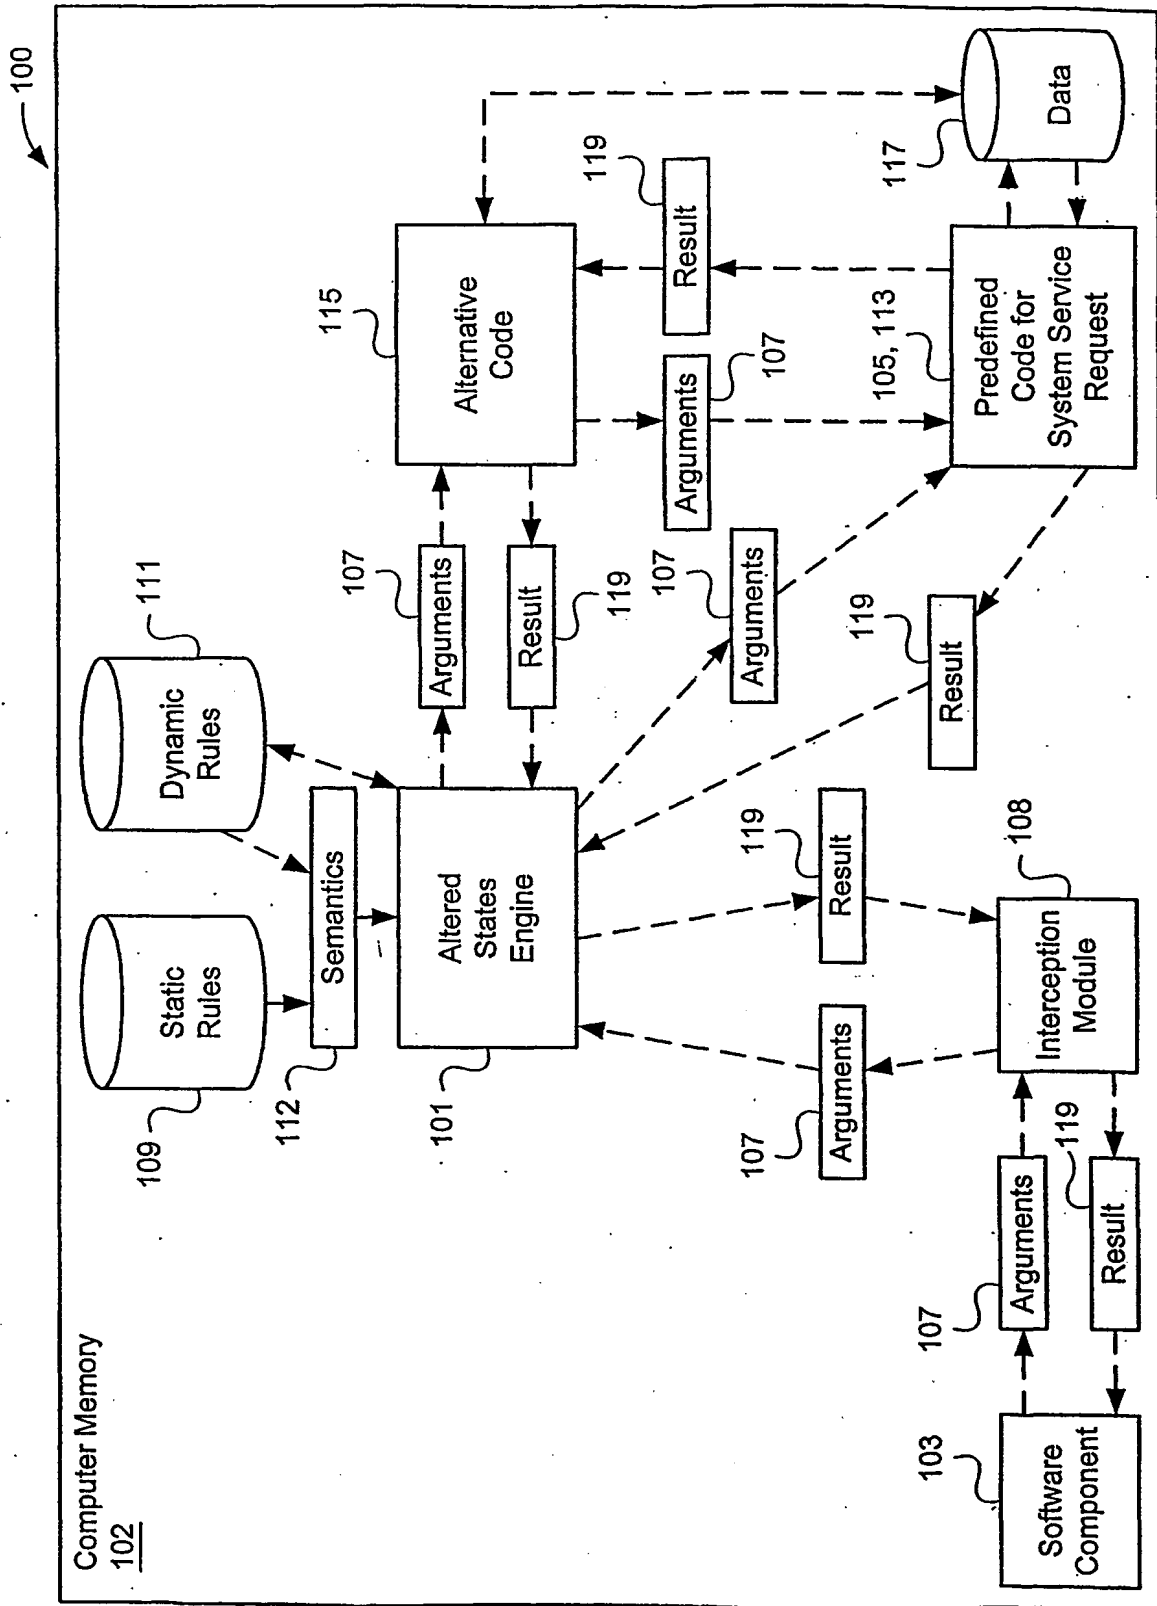 100
Computer Memory
102
Static
Rules
109
Dynamic
Rules
111
Semantics
112
Altered
States
Engine
101
107
Arguments
Result
119
Alternative
Code
115
Arguments
107
Result
119
107
Arguments
119
Result
Arguments
107
119
Result
Software
Component
103
107
Arguments
119
Result
Interception
Module
108
Predefined
Code for
System Service
Request
105, 113
Data
117